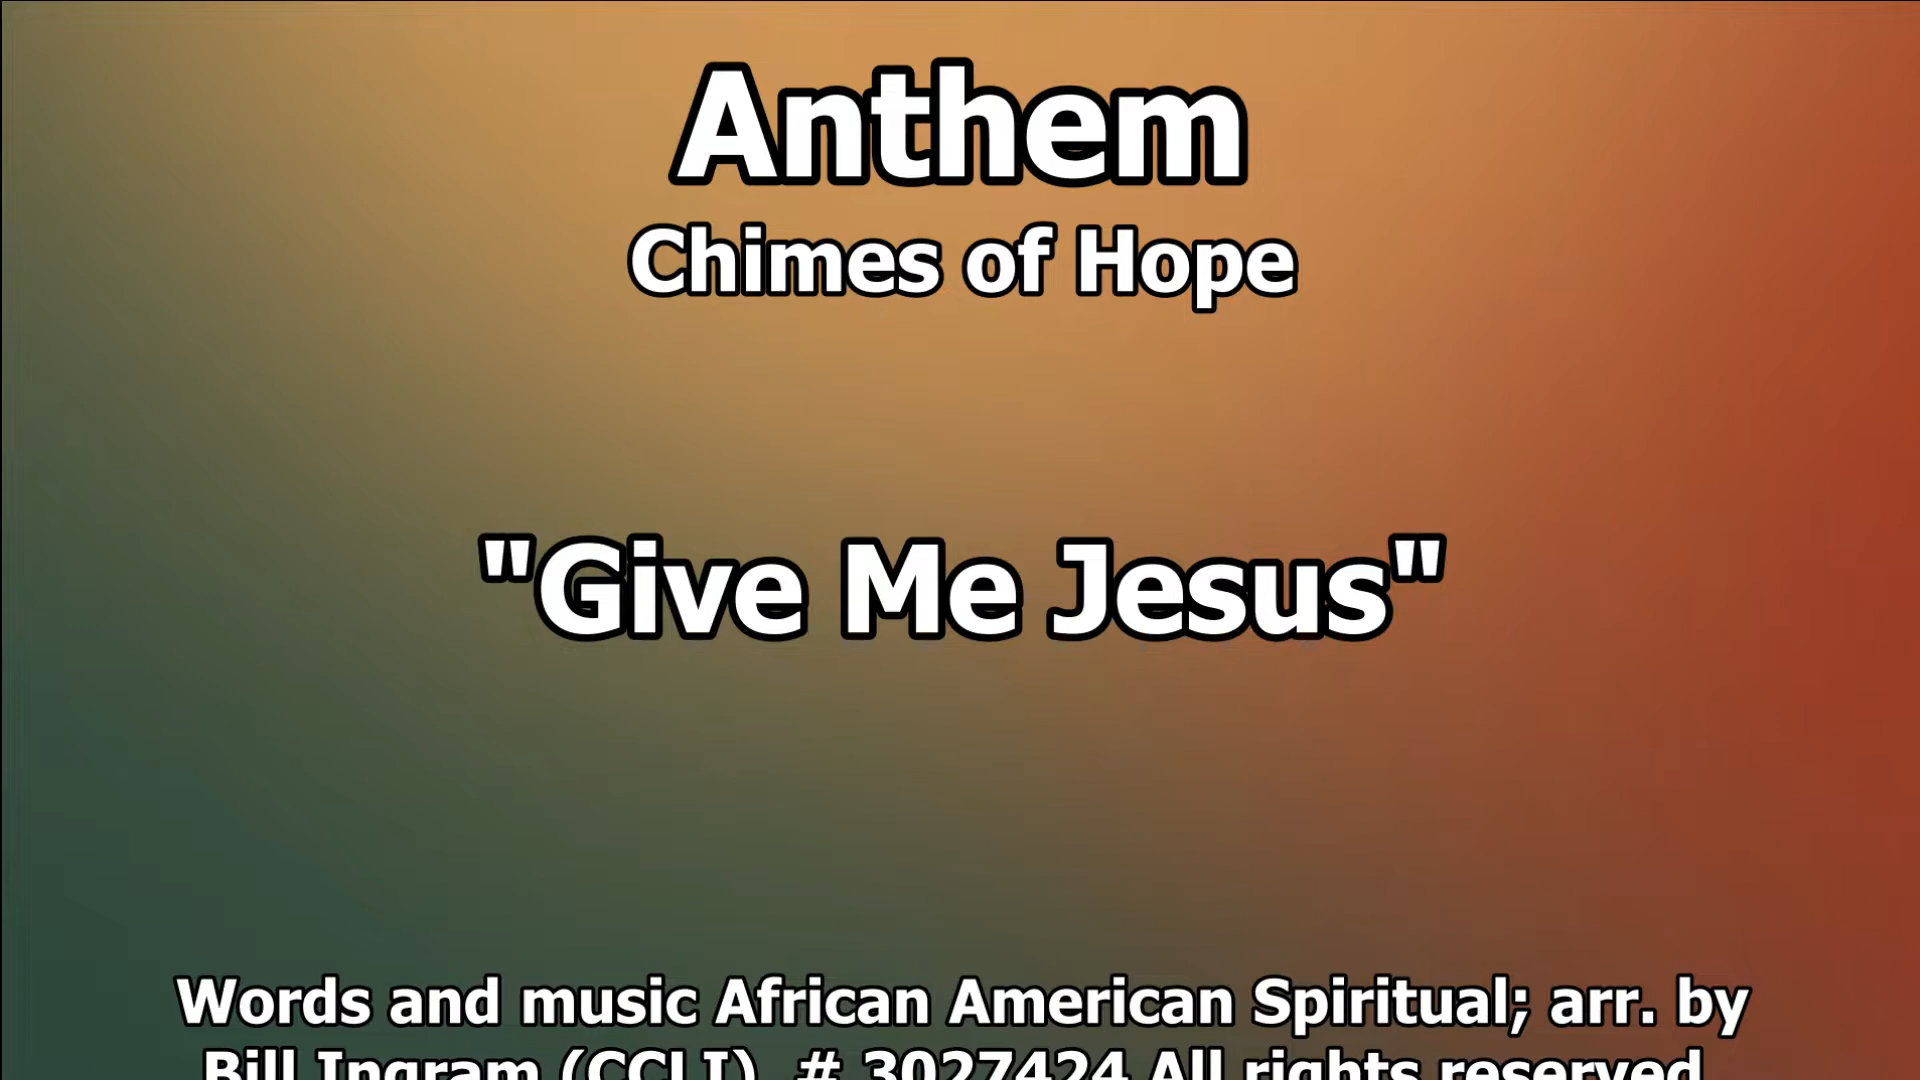 Anthem
Chimes of Hope
"Give Me Jesus"
Words and music African American Spiritual; arr. by
Bill Ingram (CCLI)  # 3027424 All rights reserved